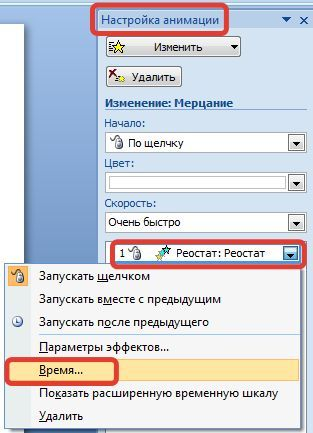 Настройка анимации
Изменить
Удалить
Изменение: Мерцание
Начало:
По щелчку
Цвет:
Скорость:
Очень быстро
1 Реостат: Реостат
Запускать щелчком
Запускать вместе с предыдущим
Запускать после предыдущего
Параметры эффектов...
Время...
Показать расширенную временную шкалу
Удалить